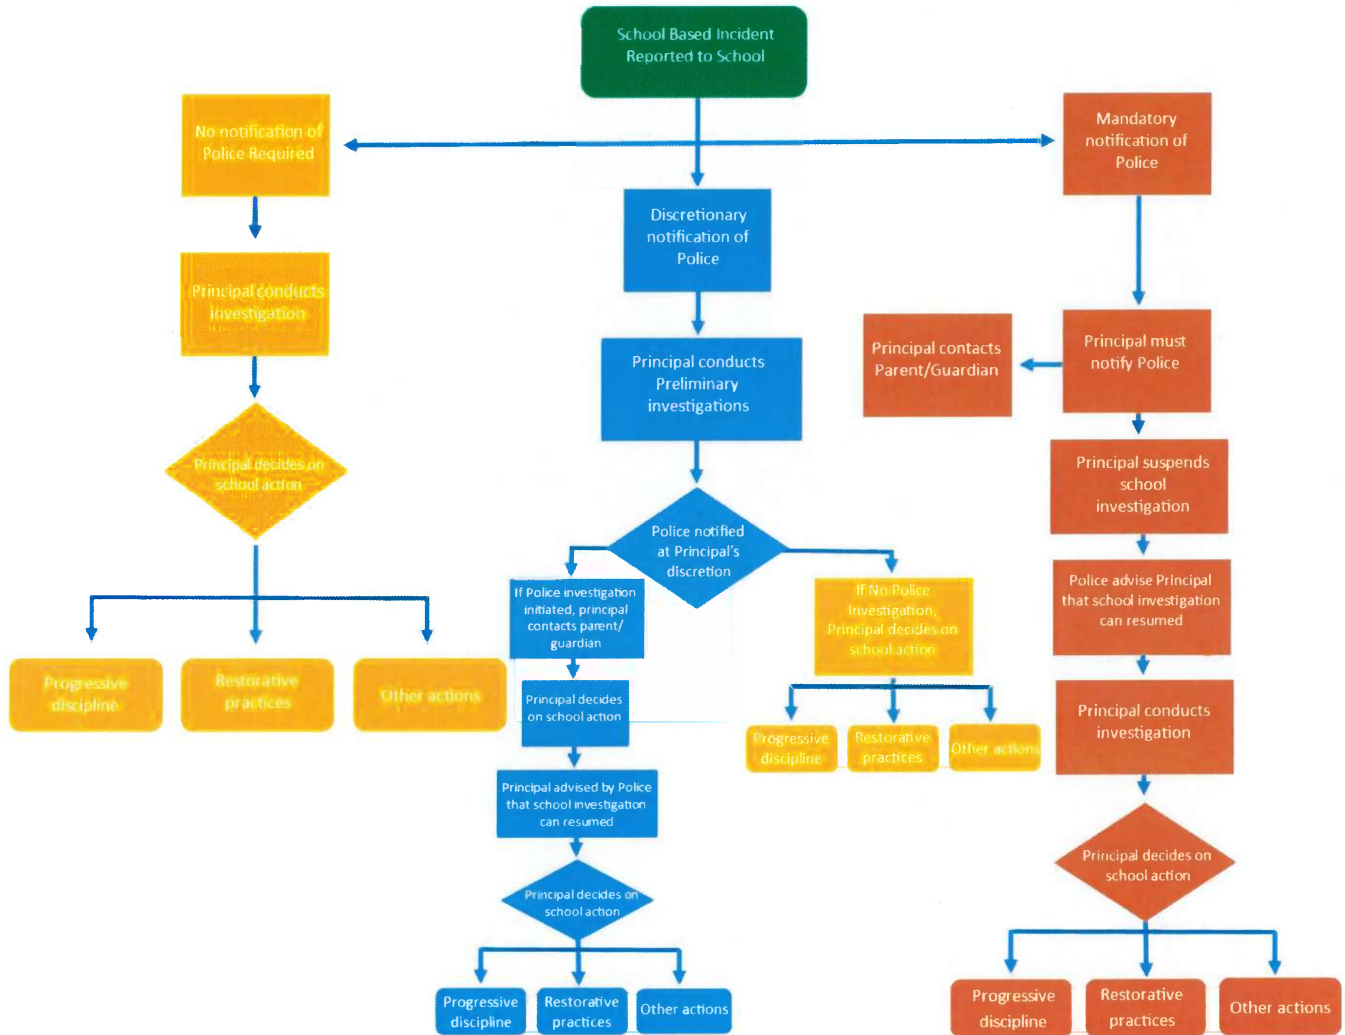 School Based Incident
Reported to School
No notification of
Police Required
Mandatory
notification of
Police
Discretionary
notification of
Police
Principal conducts
investigation
Principal contacts
Parent/Guardian
Principal must
notify Police
Principal conducts
Preliminary
investigations
Principal decides on
school action
Principal suspends
school
investigation
Police notified
at Principal's
discretion
If Police investigation
initiated, principal
contacts parent/
guardian
If No Police
Investigation,
Principal decides on
school action
Police advise Principal
that school investigation
can resumed
Progressive
discipline
Restorative
practices
Other actions
Principal decides
on school action
Progressive
discipline
Restorative
practices
Other actions
Principal conducts
investigation
Principal advised by Police
that school investigation
can resumed
Principal decides on
school action
Principal decides on
school action
Progressive
discipline
Restorative
practices
Other actions
Progressive
discipline
Restorative
practices
Other actions